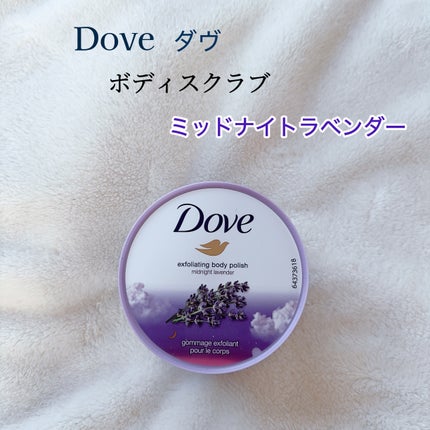 Dove ダヴ
ボディスクラブ
ミッドナイトラベンダー
Dove
exfoliating body polish
midnight lavender
64373618
gommage exfoliant
pour le corps